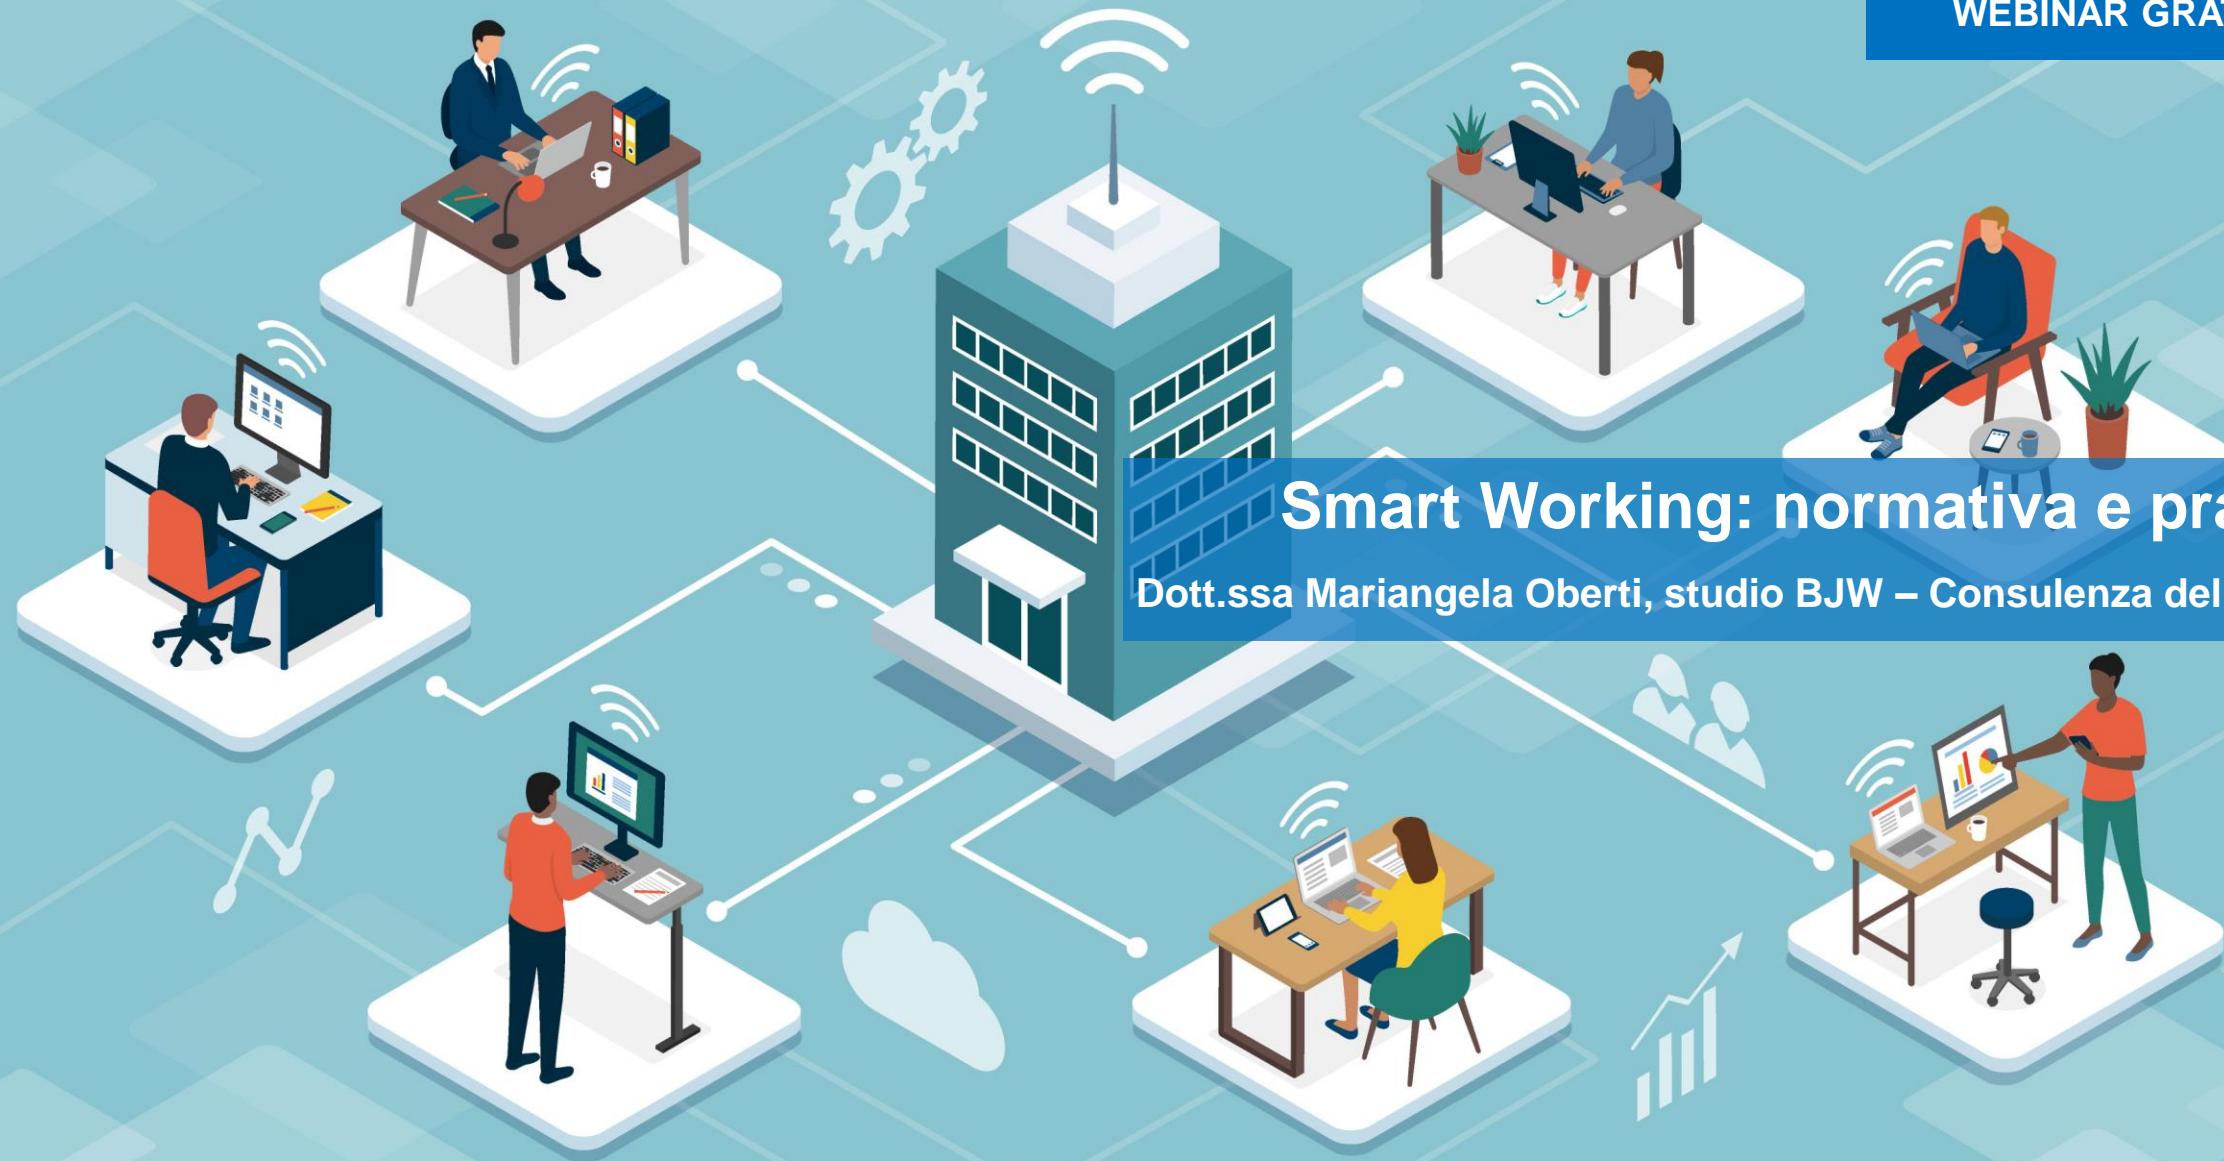 WEBINAR GRA
Smart Working: normativa e pra
Dott.ssa Mariangela Oberti, studio BJW – Consulenza del